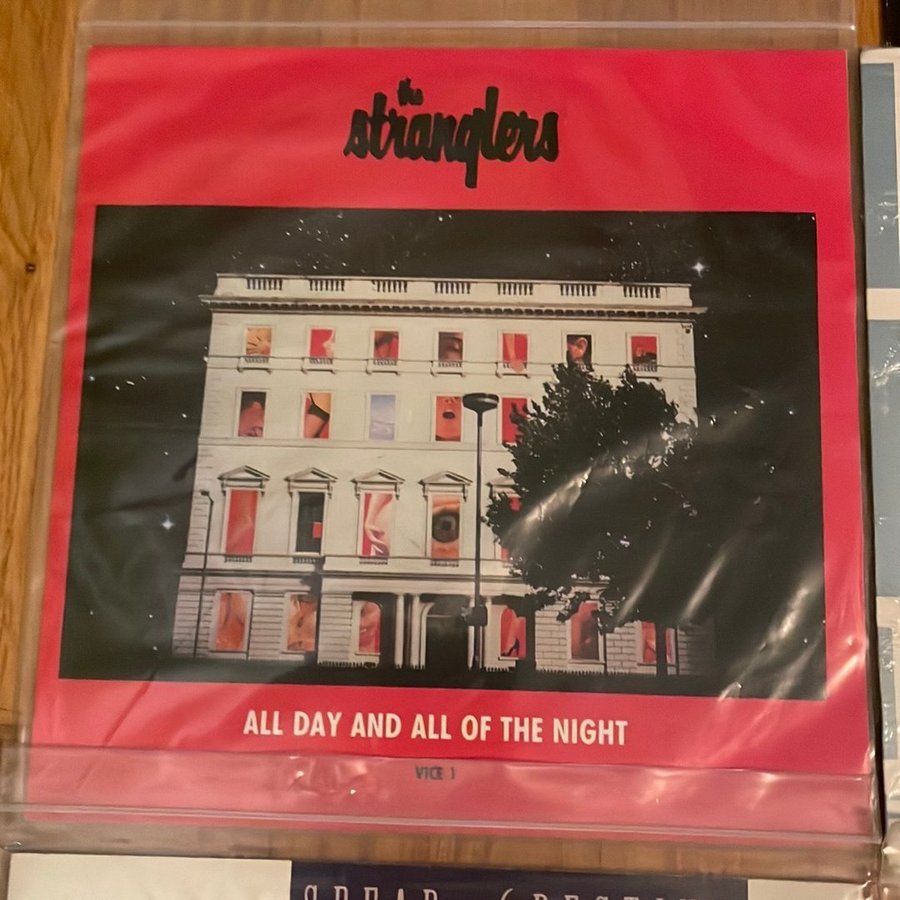 the
stranglers
ALL DAY AND ALL OF THE NIGHT
VICE 1